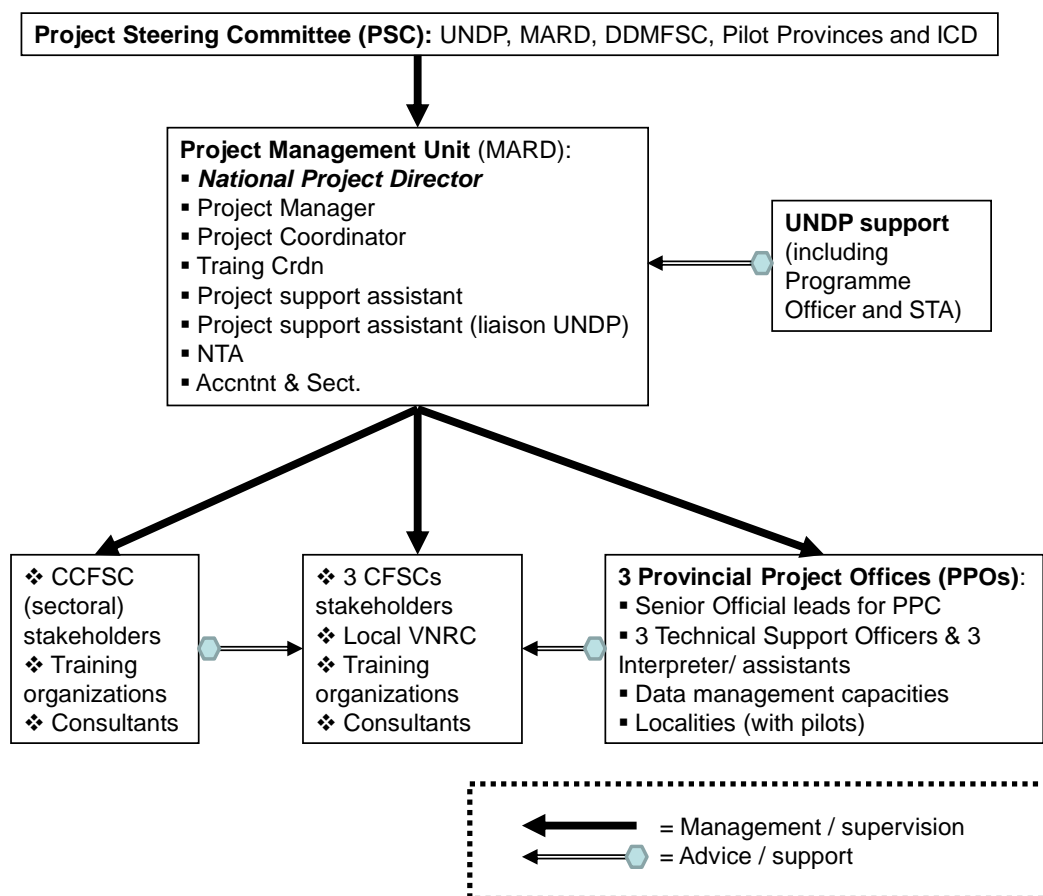 Project Steering Committee (PSC): UNDP, MARD, DDMFSC, Pilot Provinces and ICD
Project Management Unit (MARD):
▪ National Project Director
▪ Project Manager
▪ Project Coordinator
▪ Traing Crdn
▪ Project support assistant
▪ Project support assistant (liaison UNDP)
▪ NTA
▪ Accntnt & Sect.
UNDP support
(including
Programme
Officer and STA)
❖ CCFSC
(sectoral)
stakeholders
❖ Training
organizations
❖ Consultants
❖ 3 CFSCs
stakeholders
❖ Local VNRC
❖ Training
organizations
❖ Consultants
3 Provincial Project Offices (PPOs):
▪ Senior Official leads for PPC
▪ 3 Technical Support Officers & 3
Interpreter/ assistants
▪ Data management capacities
▪ Localities (with pilots)
= Management / supervision
= Advice / support